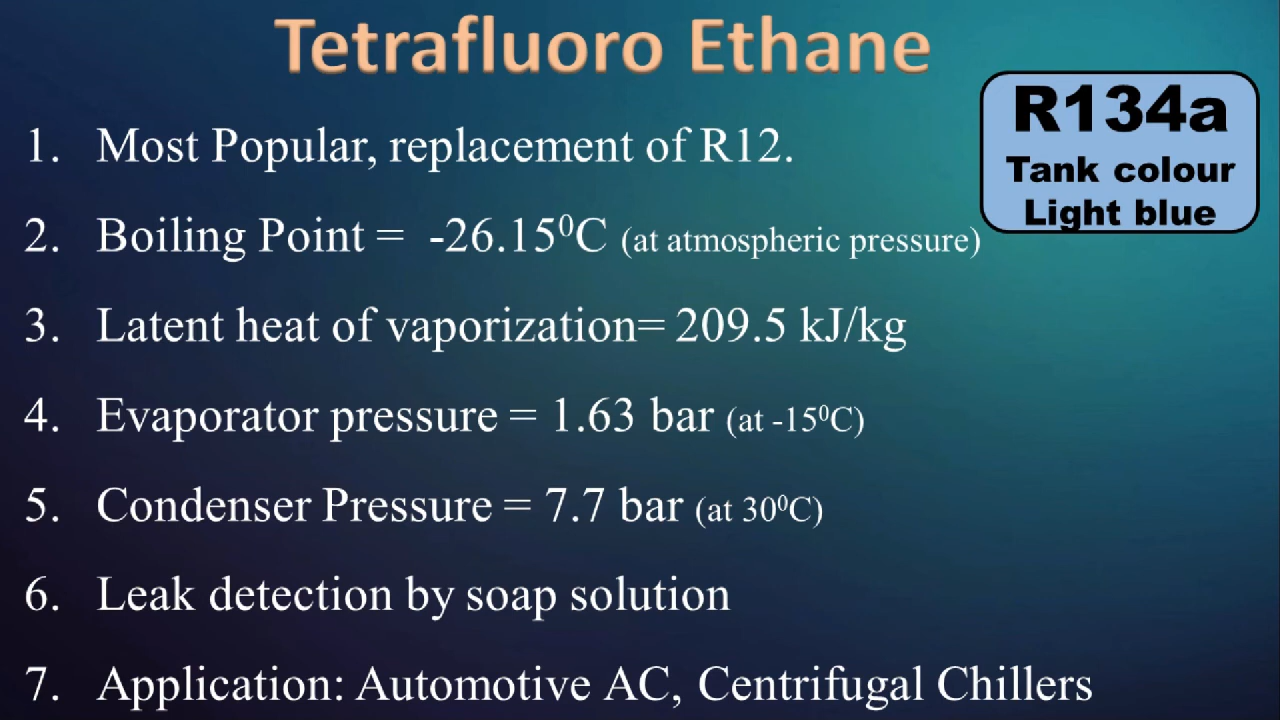 Tetrafluoro Ethane
R134a
Tank colour
Light blue
1. Most Popular, replacement of R12.
2. Boiling Point = -26.15⁰C (at atmospheric pressure)
3. Latent heat of vaporization= 209.5 kJ/kg
4. Evaporator pressure = 1.63 bar (at -15⁰C)
5. Condenser Pressure = 7.7 bar (at 30⁰C)
6. Leak detection by soap solution
7. Application: Automotive AC, Centrifugal Chillers